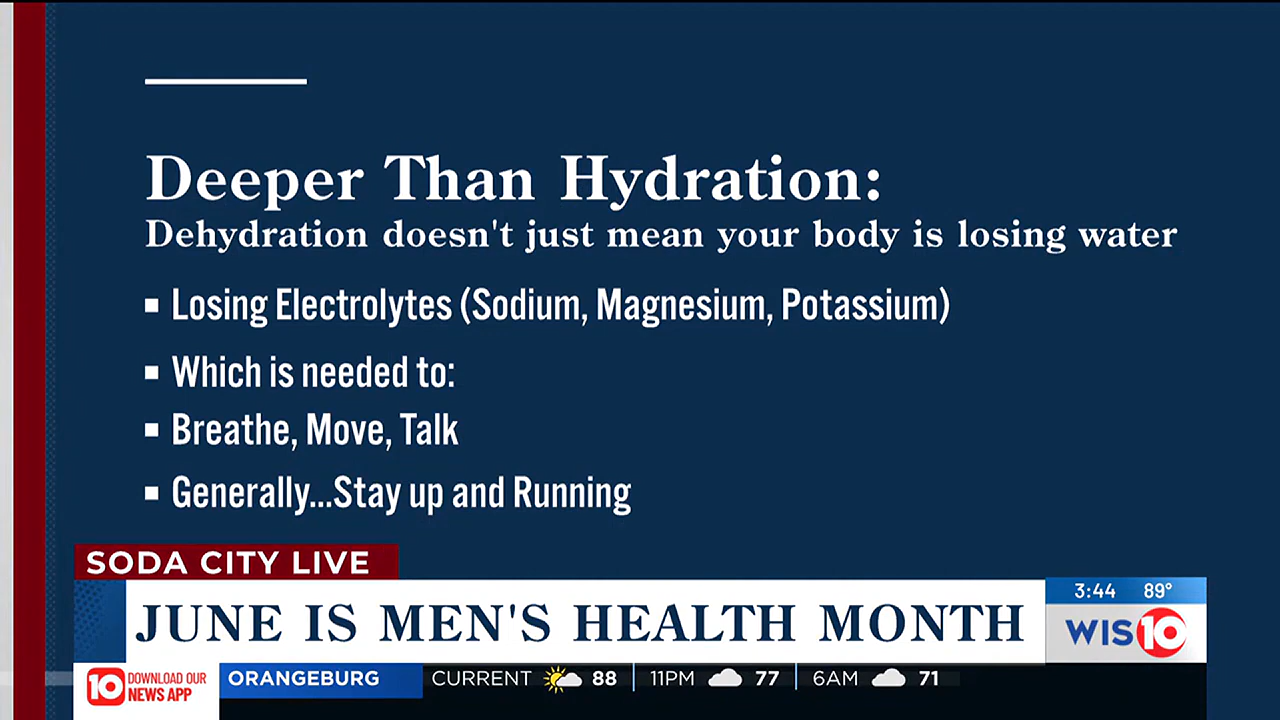 Deeper Than Hydration:
Dehydration doesn't just mean your body is losing water
▪ Losing Electrolytes (Sodium, Magnesium, Potassium)
▪ Which is needed to:
▪ Breathe, Move, Talk
▪ Generally...Stay up and Running
SODA CITY LIVE
JUNE IS MEN'S HEALTH MONTH
3:44 89°
WIS10
10 DOWNLOAD OUR
NEWS APP
ORANGEBURG CURRENT 88 11PM 77 6AM 71